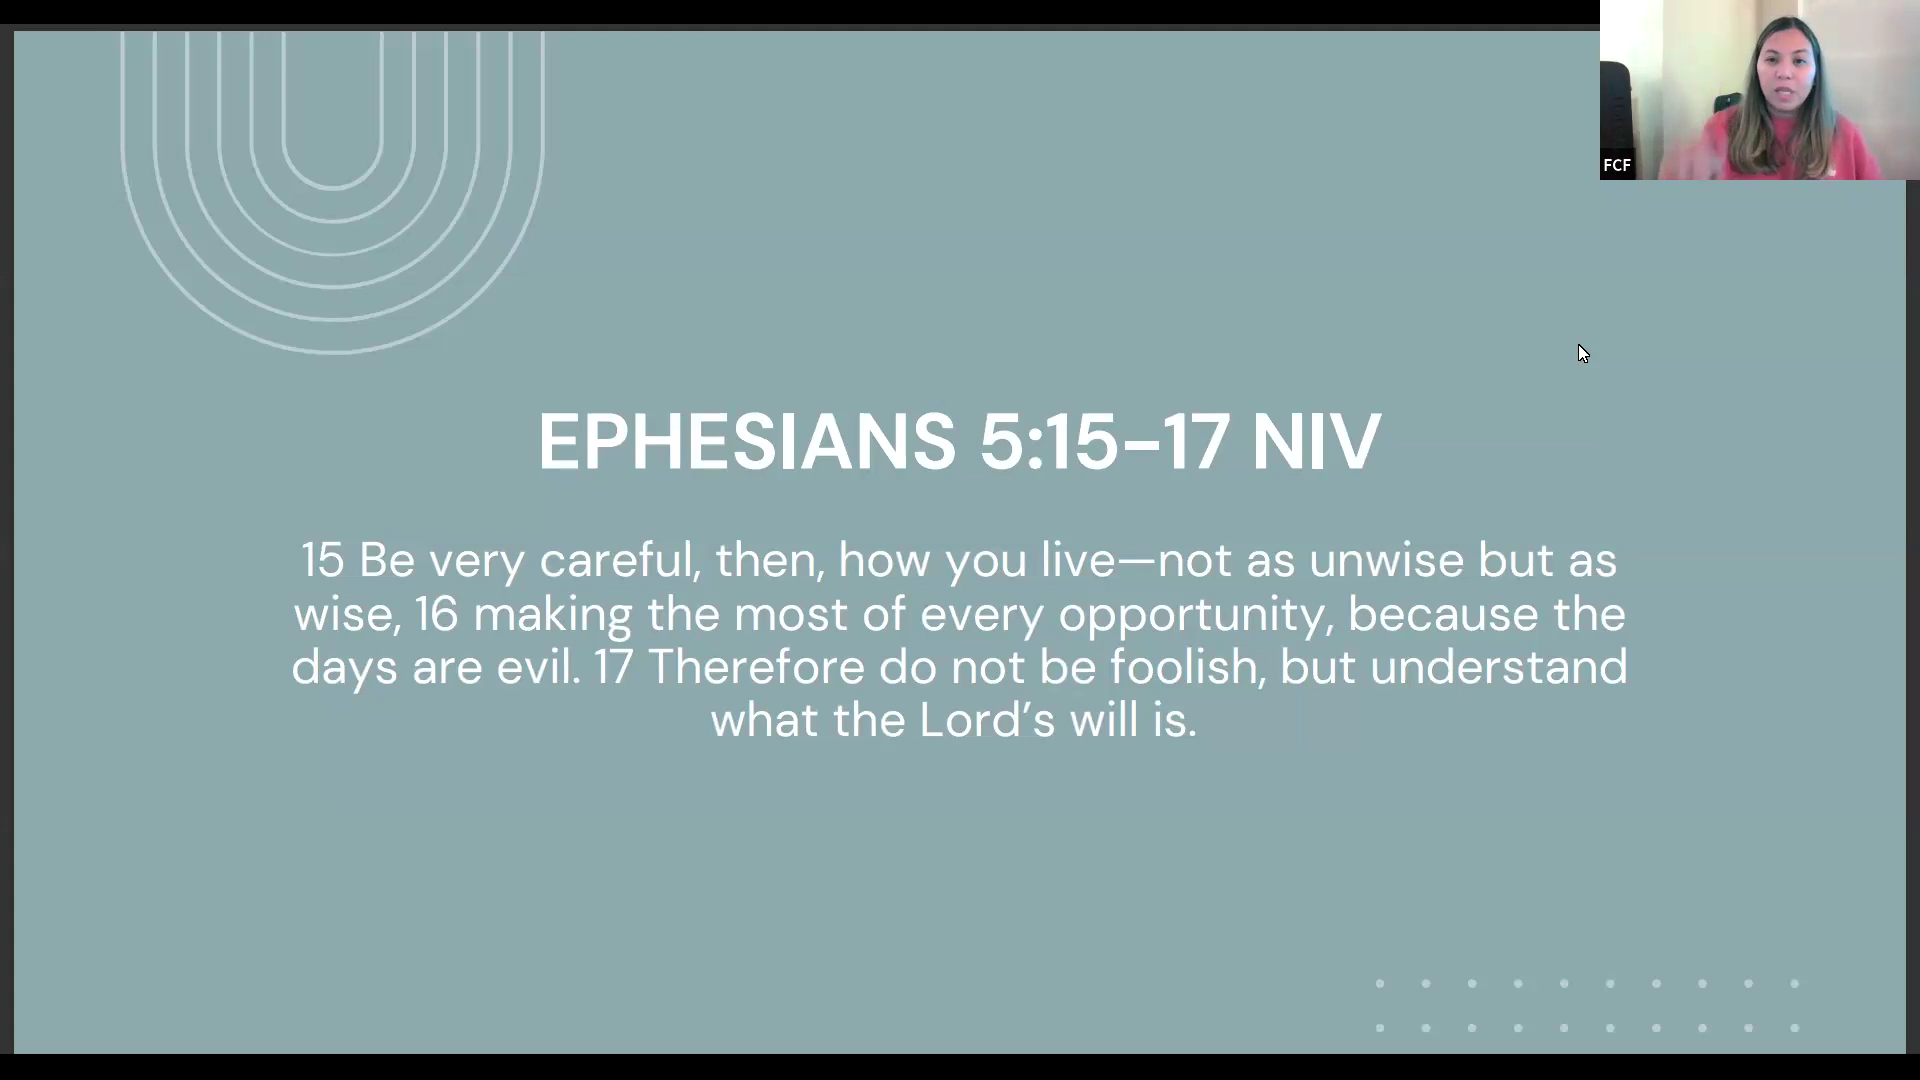 FCF
EPHESIANS 5:15-17 NIV
15 Be very careful, then, how you live—not as unwise but as
wise, 16 making the most of every opportunity, because the
days are evil. 17 Therefore do not be foolish, but understand
what the Lord’s will is.